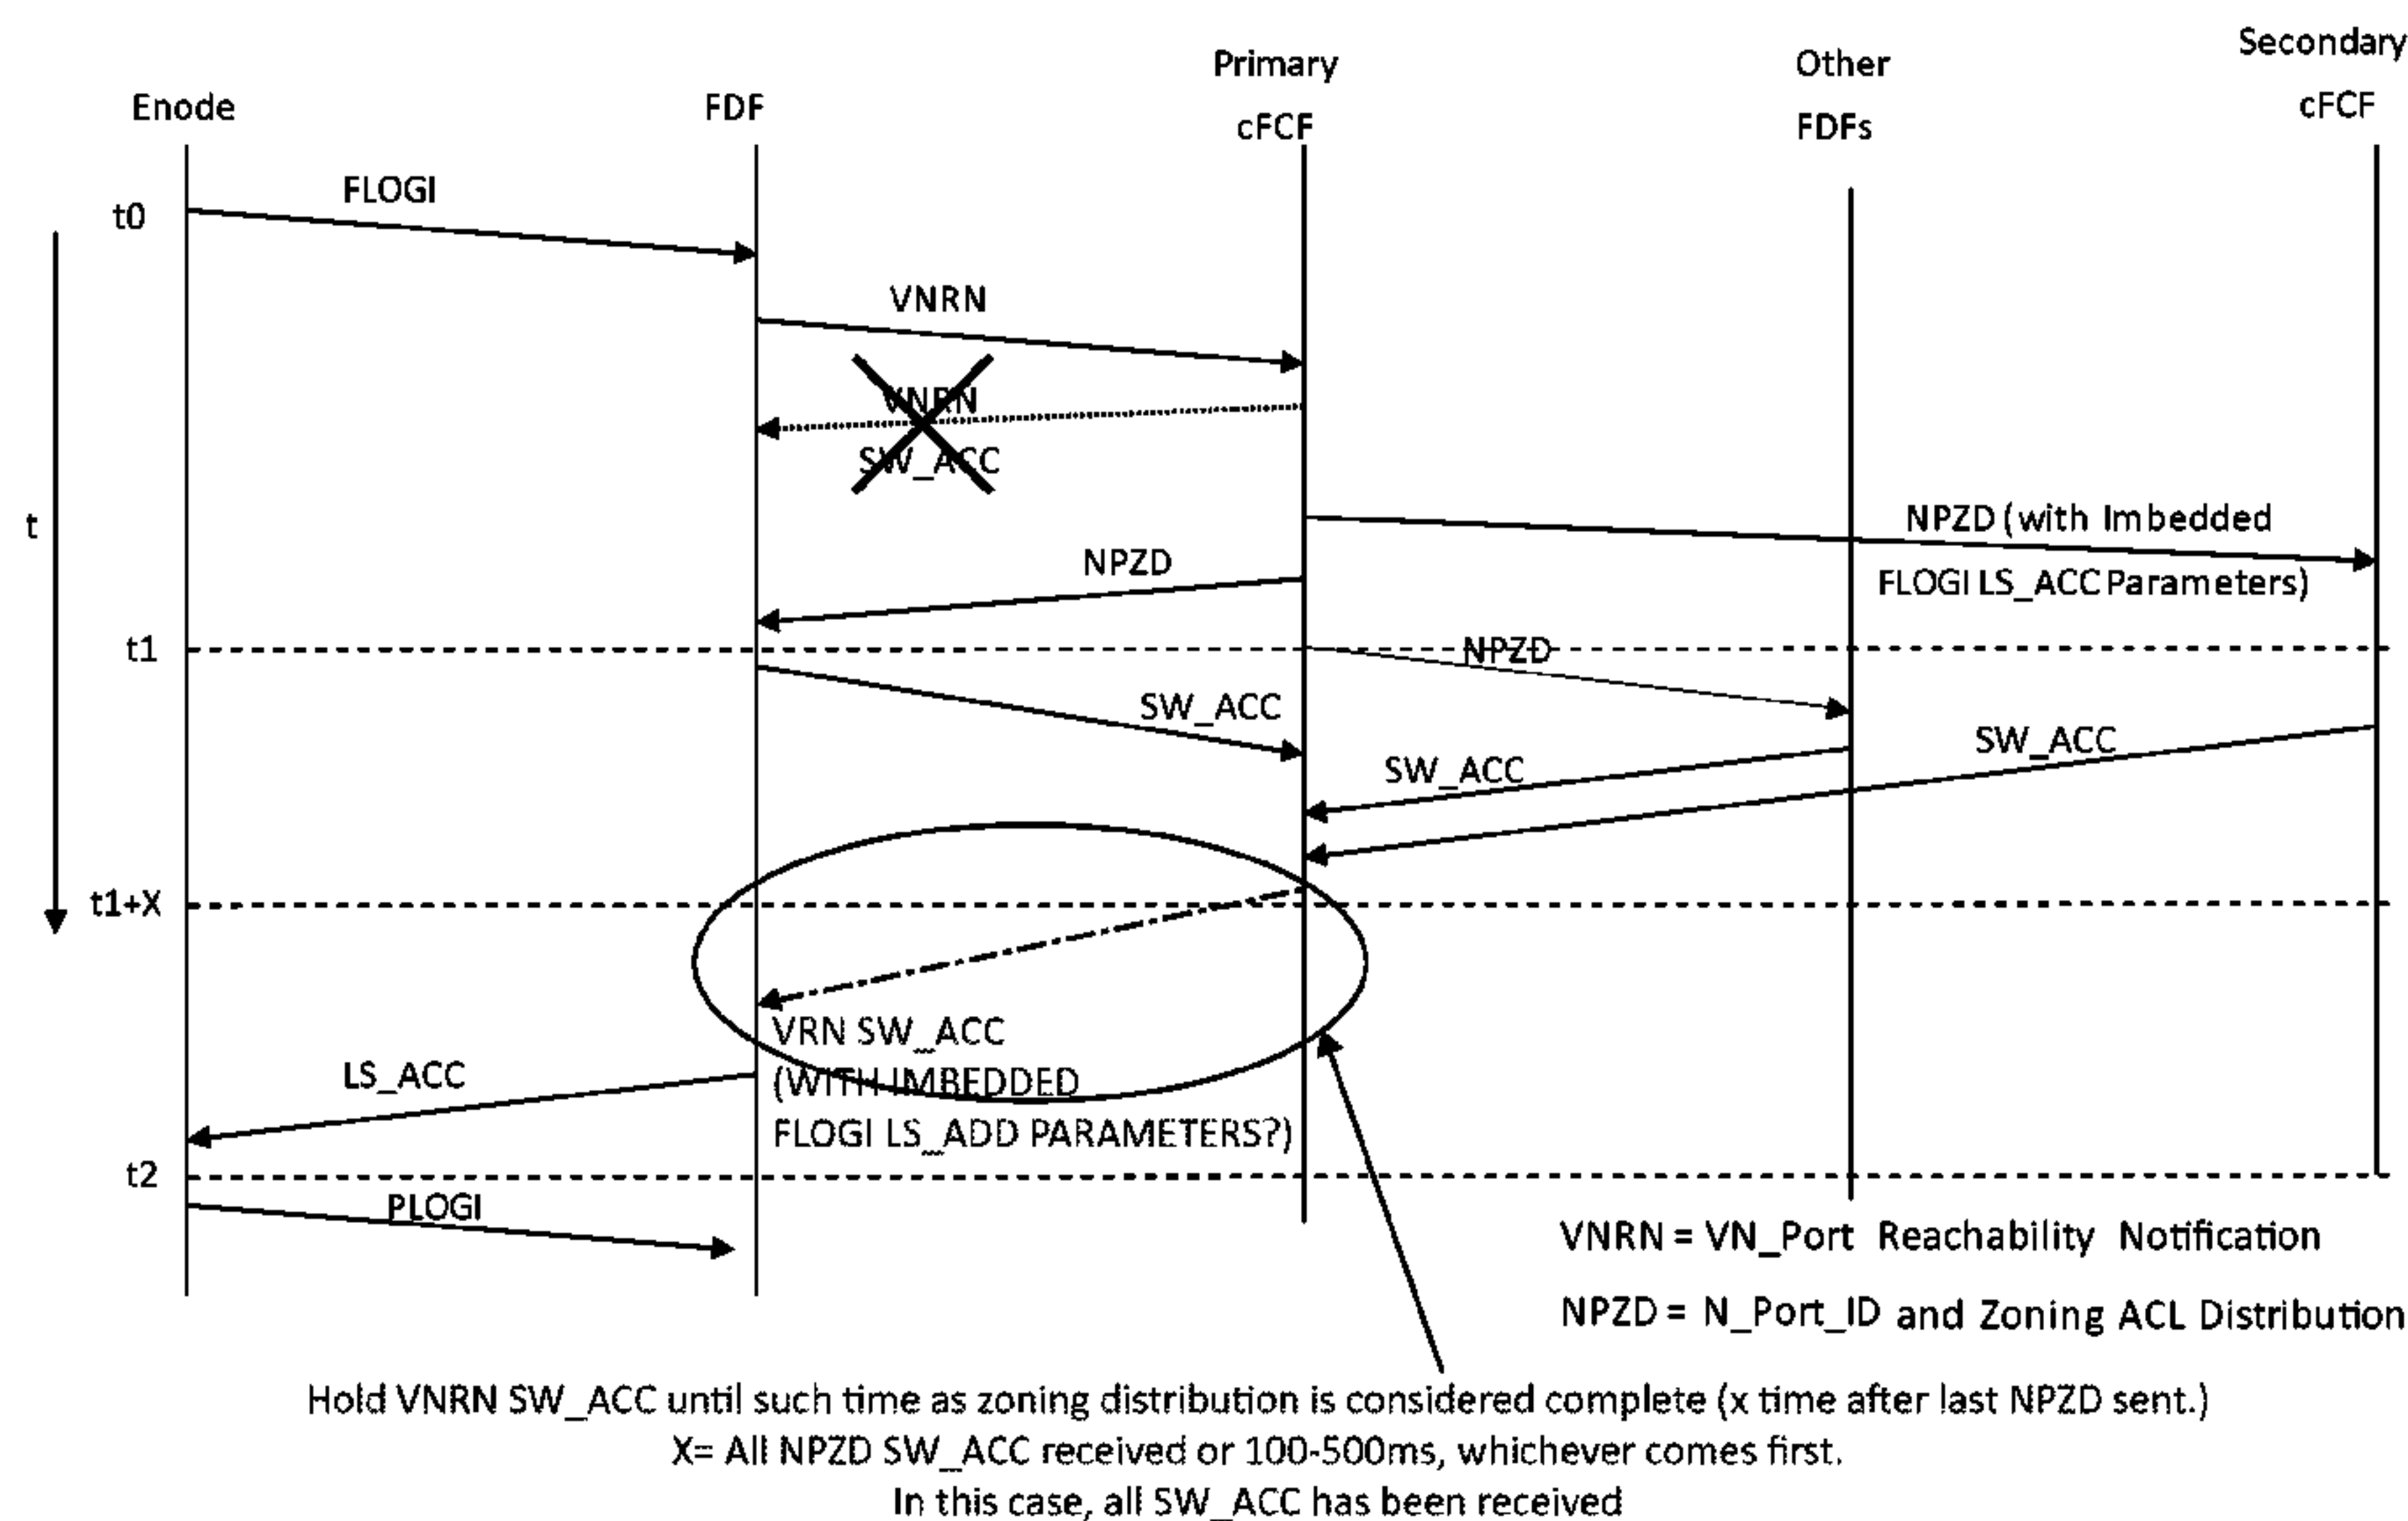 Enode
FDF
Primary
cFCF
Other
FDFs
Secondary
cFCF
t0
FLOGI
VNRN
VNRN
SW_ACC
t
NPZD (with Imbedded
FLOGI LS_ACC Parameters)
NPZD
t1
NPZD
SW_ACC
SW_ACC
SW_ACC
t1+X
VRN SW_ACC
(WITH IMBEDDED
FLOGI LS_ADD PARAMETERS?)
LS_ACC
t2
PLOGI
VNRN = VN_Port Reachability Notification
NPZD = N_Port_ID and Zoning ACL Distribution
Hold VNRN SW_ACC until such time as zoning distribution is considered complete (x time after last NPZD sent.)
X= All NPZD SW_ACC received or 100-500ms, whichever comes first.
In this case, all SW_ACC has been received